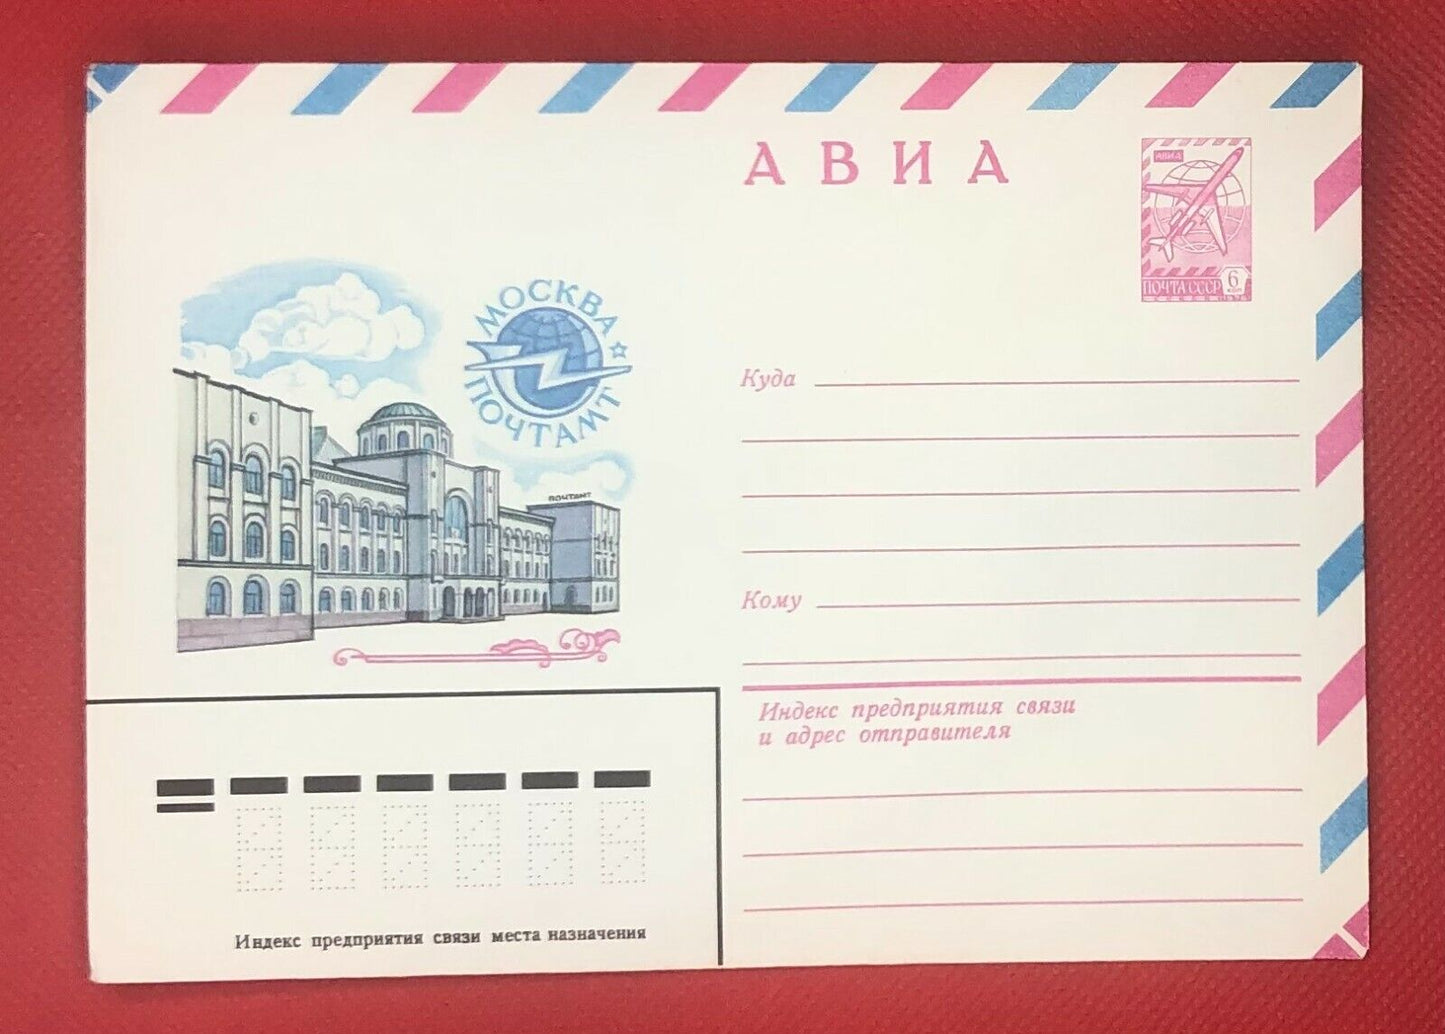 АВИА
АВИА
ПОЧТА СССР 6 коп
МОСКВА
ПОЧТАМТ
ПОЧТАМТ
Куда
Кому
Индекс предприятия связи
и адрес отправителя
Индекс предприятия связи места назначения